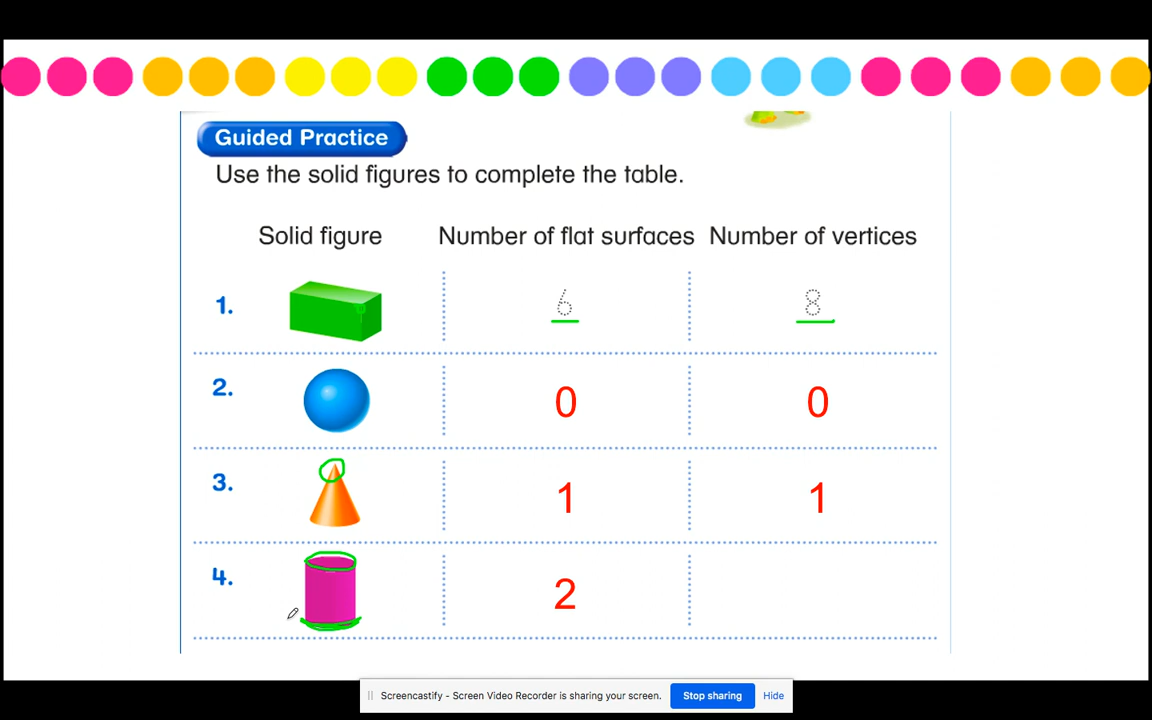 Guided Practice
Use the solid figures to complete the table.
Solid figure Number of flat surfaces Number of vertices
1. 6 8
2. 0 0
3. 1 1
4. 2
Screencastify - Screen Video Recorder is sharing your screen. Stop sharing Hide